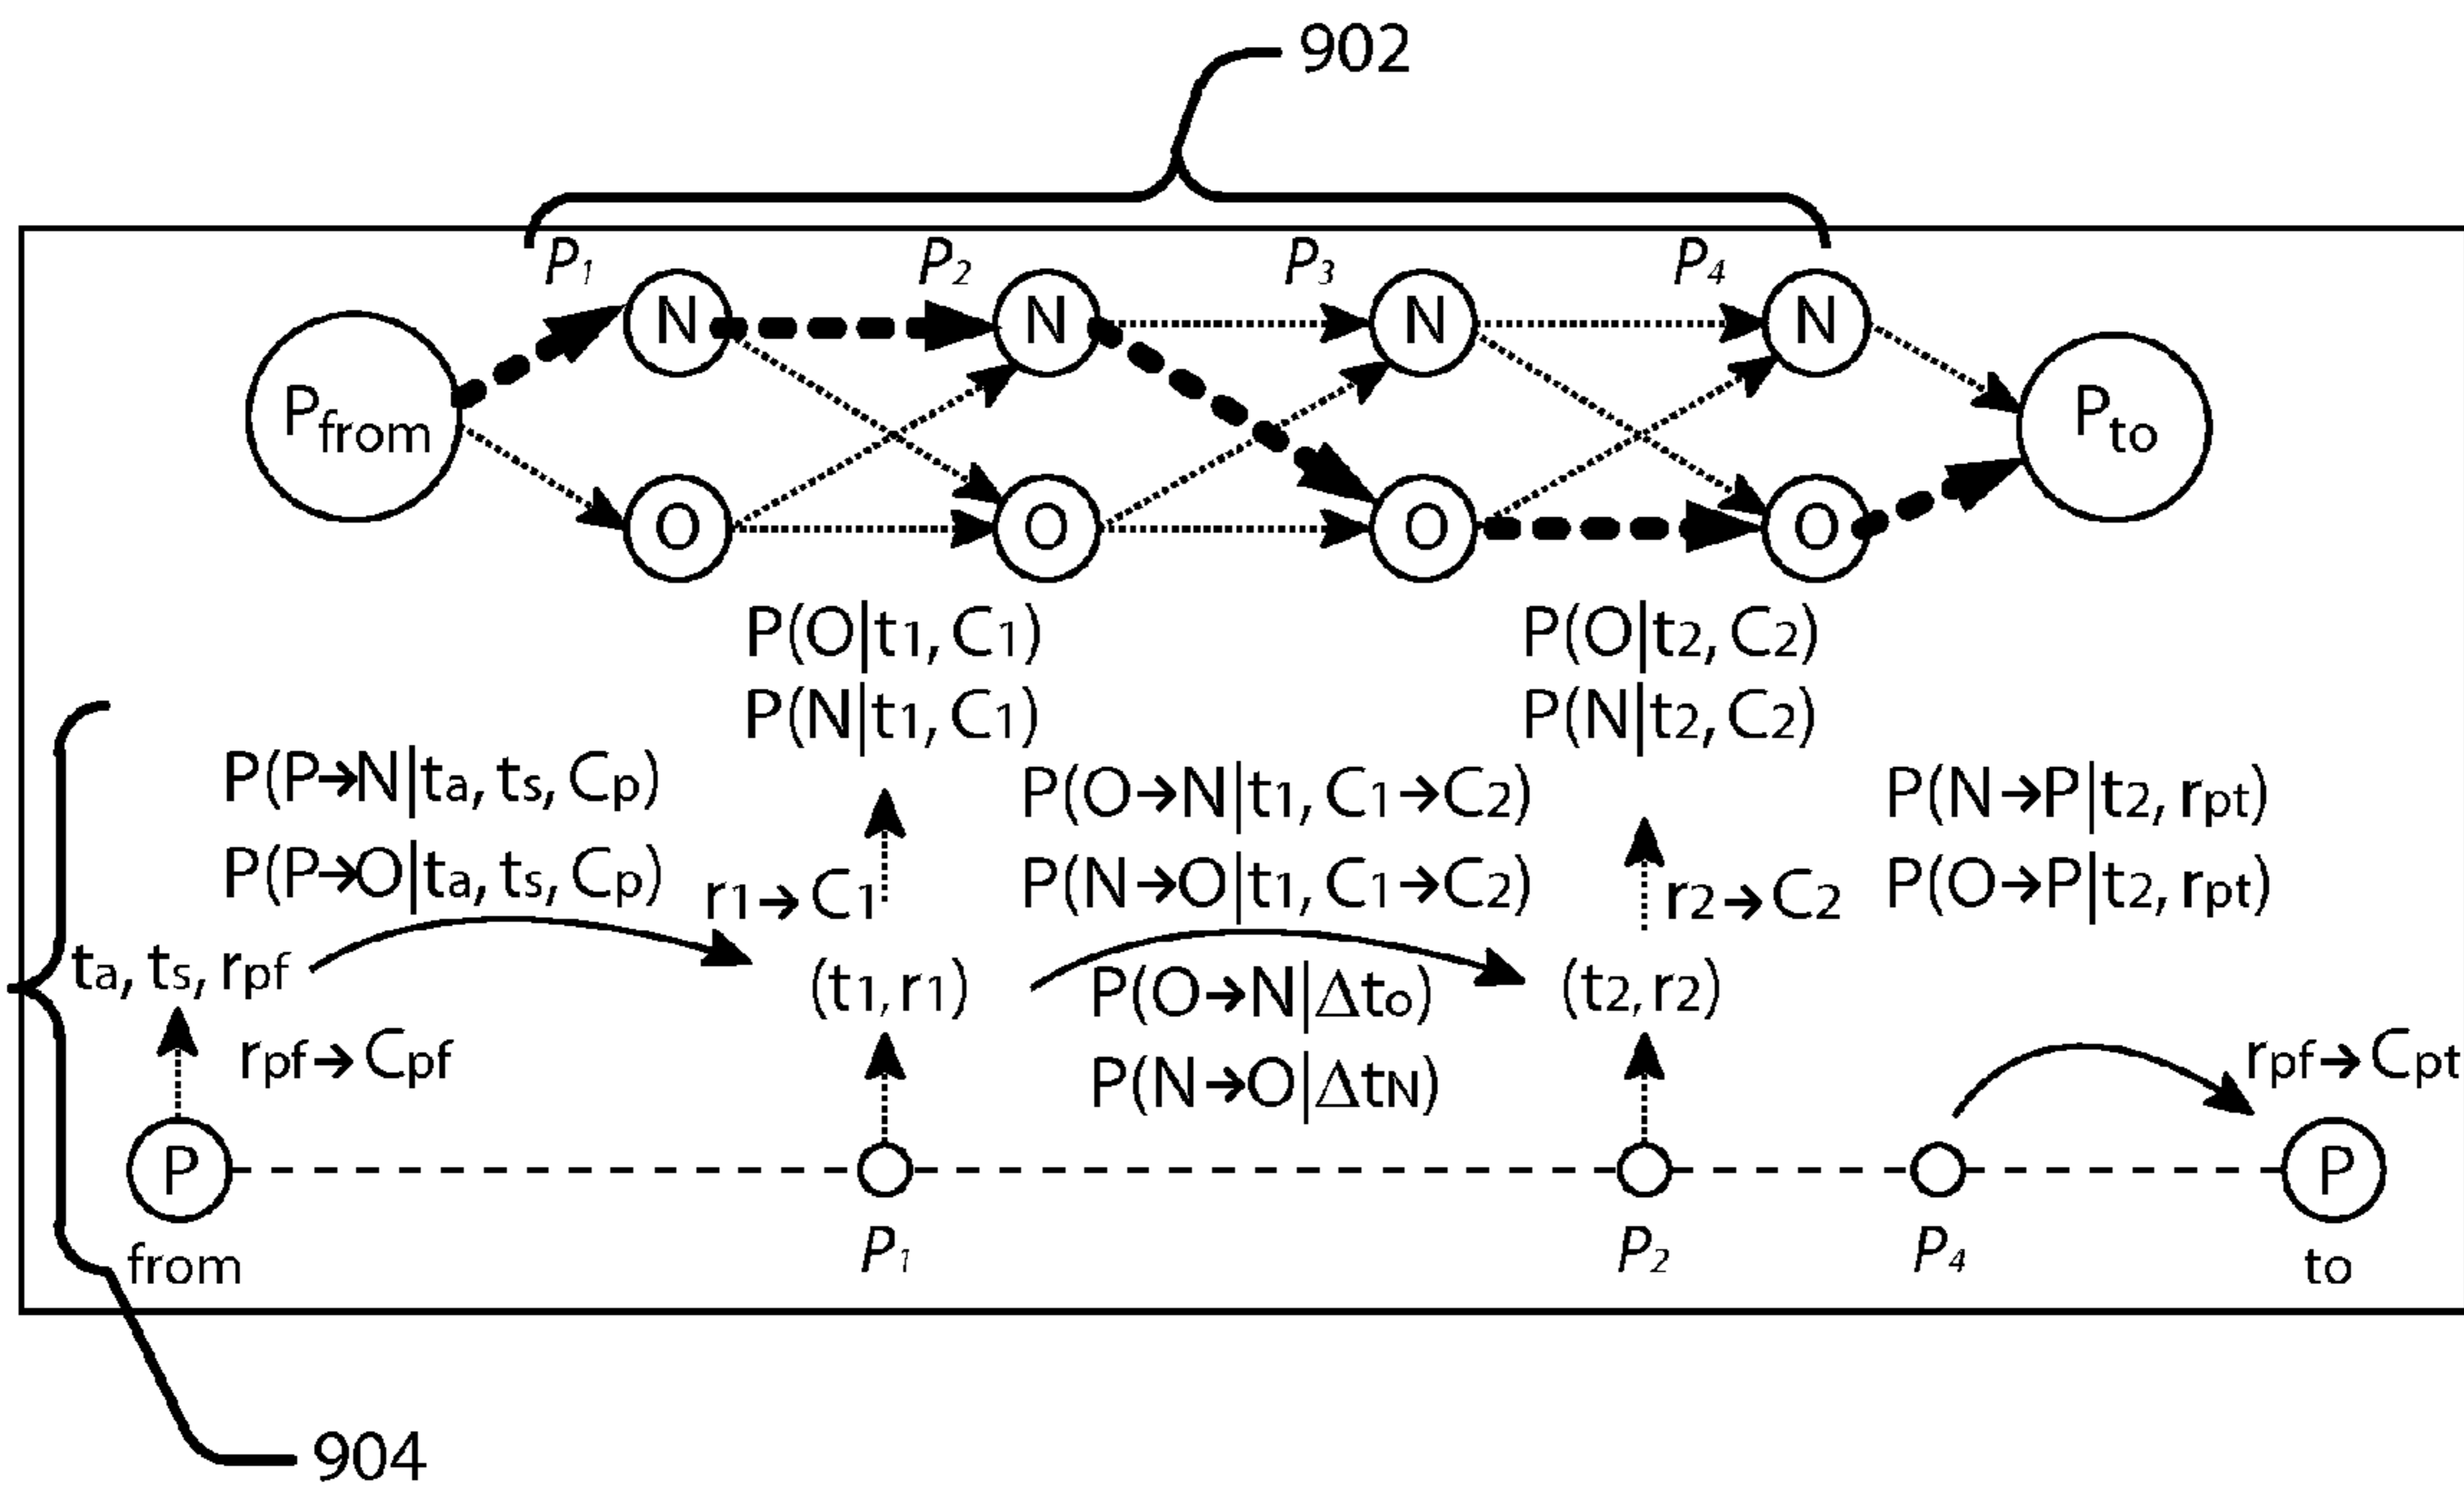 902
P1 P2 P3 P4
N N N N
Pfrom Pto
O O O O
P(O|t1, C1) P(O|t2, C2)
P(N|t1, C1) P(N|t2, C2)
P(P→N|ta, ts, Cp) P(O→N|t1, C1→C2) P(N→P|t2, rpt)
P(P→O|ta, ts, Cp) r1→C1 P(N→O|t1, C1→C2) r2→C2 P(O→P|t2, rpt)
ta, ts, rpf (t1, r1) P(O→N|Δto) (t2, r2)
rpf→Cpf P(N→O|ΔtN) rpf→Cpt
P P
from P1 P2 P4 to
904